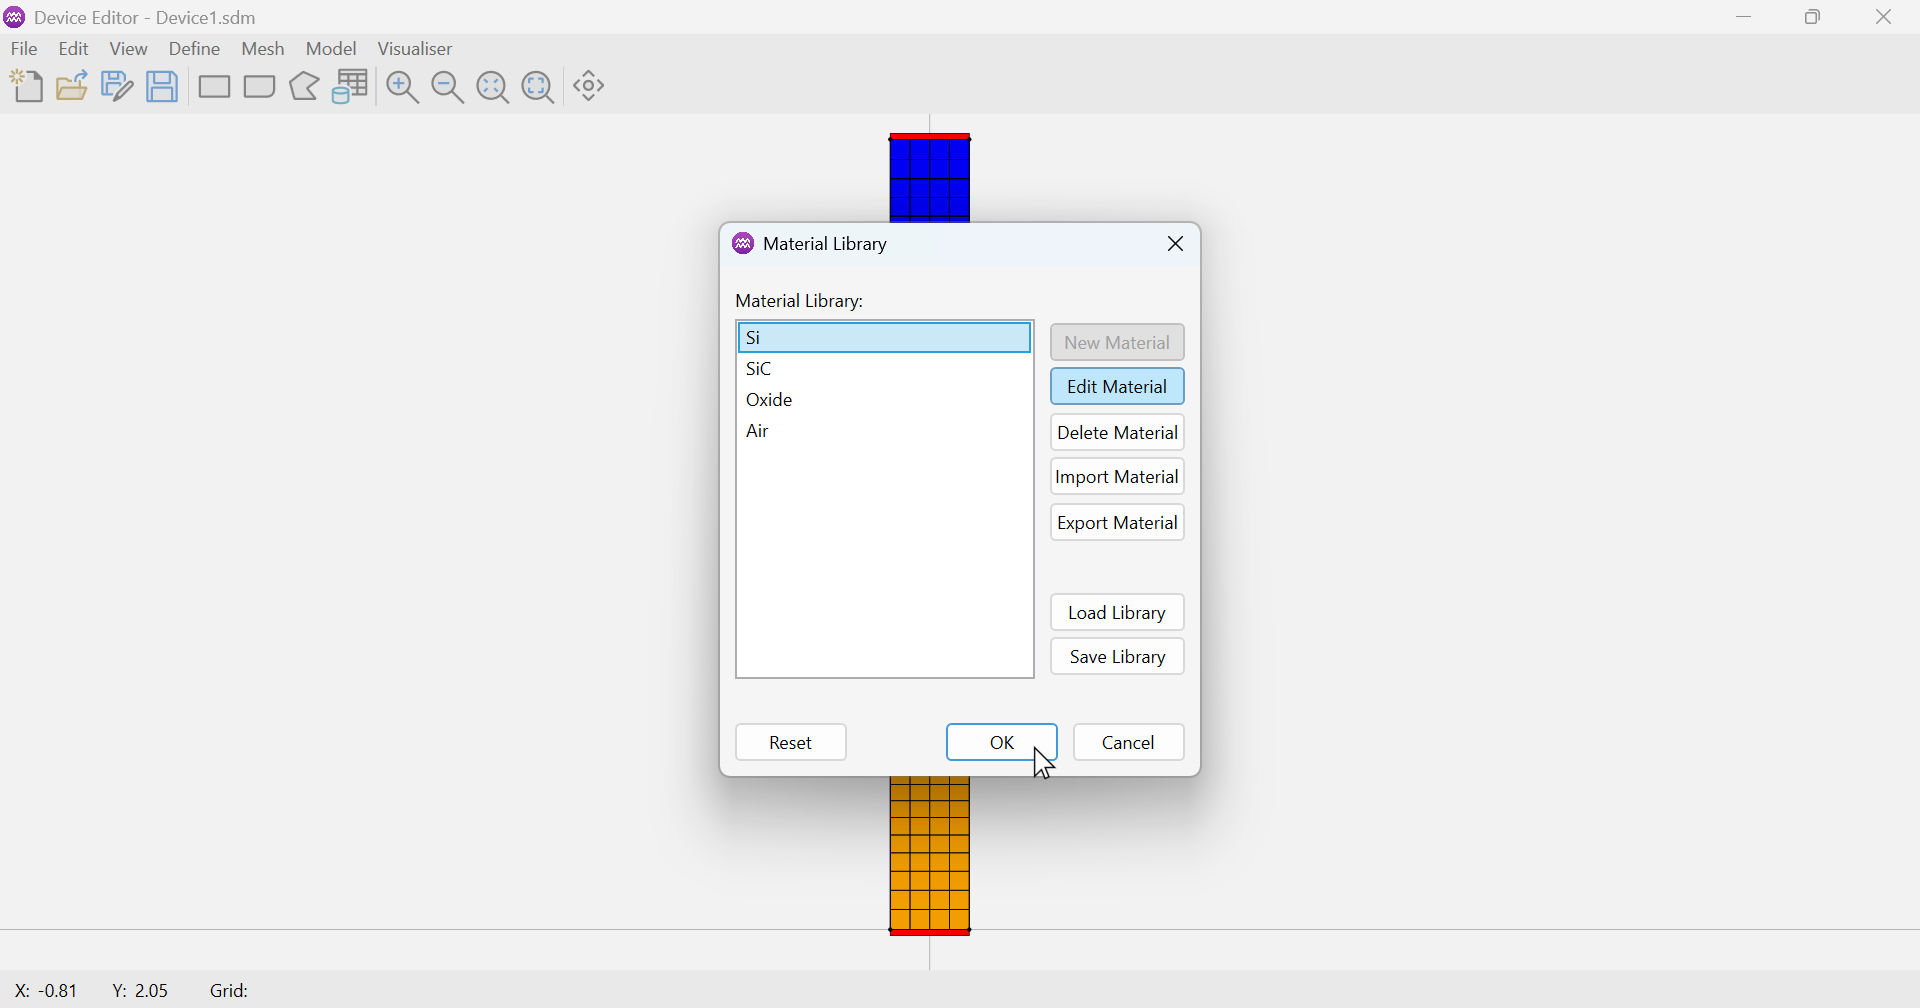 Device Editor - Device1.sdm
File Edit View Define Mesh Model Visualiser
Material Library
Material Library:
Si
SiC
Oxide
Air
New Material
Edit Material
Delete Material
Import Material
Export Material
Load Library
Save Library
Reset OK Cancel
X: -0.81 Y: 2.05 Grid: